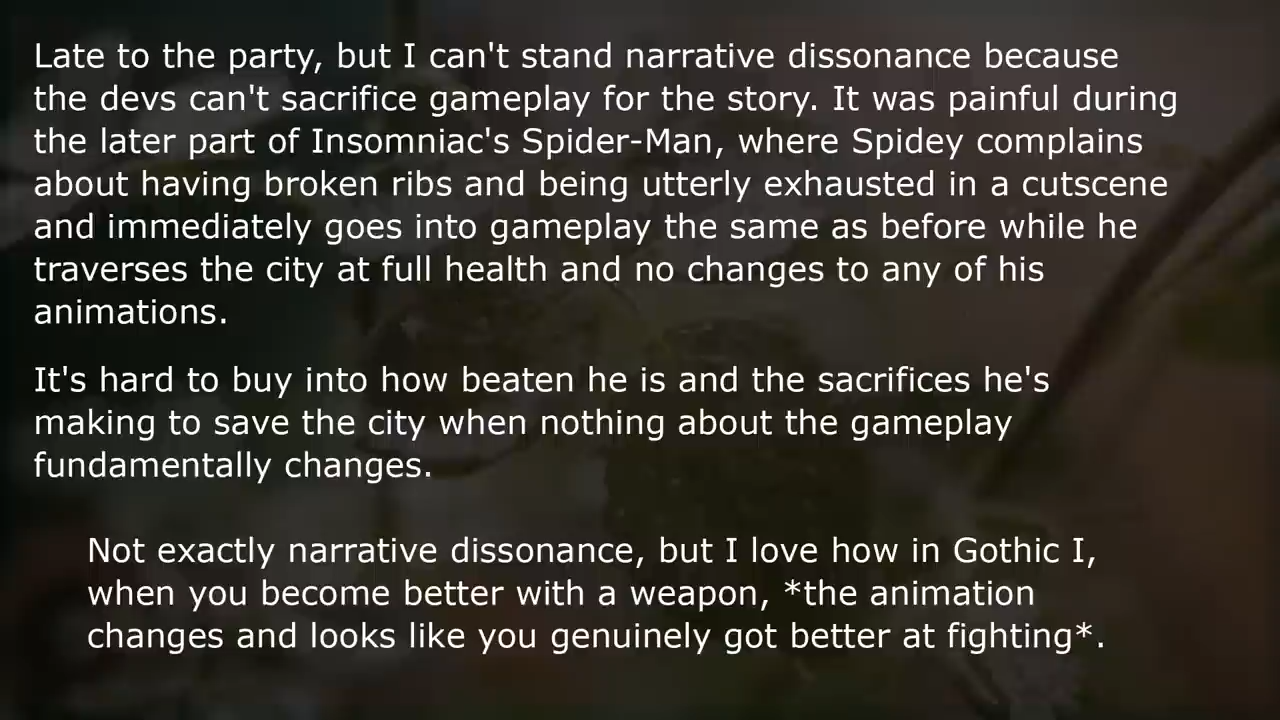 Late to the party, but I can't stand narrative dissonance because
the devs can't sacrifice gameplay for the story. It was painful during
the later part of Insomniac's Spider-Man, where Spidey complains
about having broken ribs and being utterly exhausted in a cutscene
and immediately goes into gameplay the same as before while he
traverses the city at full health and no changes to any of his
animations.
It's hard to buy into how beaten he is and the sacrifices he's
making to save the city when nothing about the gameplay
fundamentally changes.
Not exactly narrative dissonance, but I love how in Gothic I,
when you become better with a weapon, *the animation
changes and looks like you genuinely got better at fighting*.